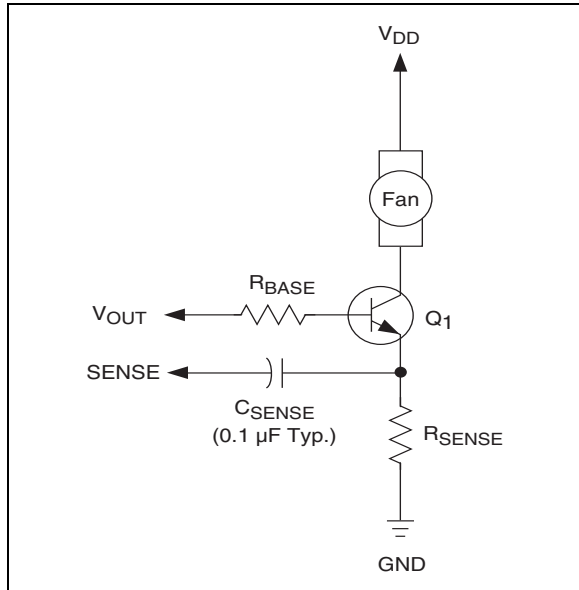 VDD
Fan
RBASE
VOUT
Q1
SENSE
CSENSE
(0.1 µF Typ.)
RSENSE
GND